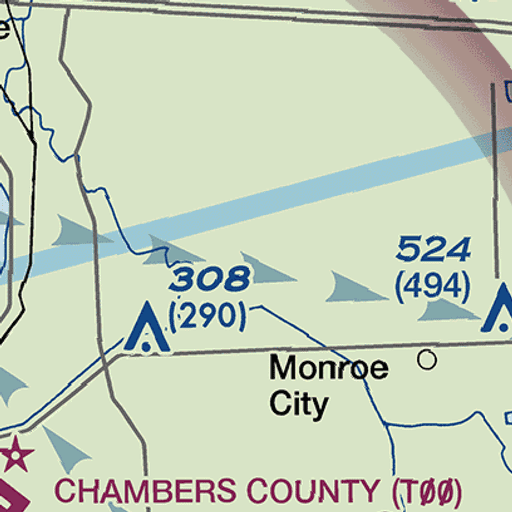 e
524
(494)
308
(290)
Monroe
City
CHAMBERS COUNTY (TØØ)